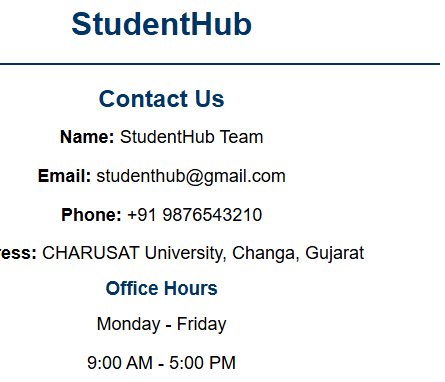 StudentHub
Contact Us
Name: StudentHub Team
Email: studenthub@gmail.com
Phone: +91 9876543210
ress: CHARUSAT University, Changa, Gujarat
Office Hours
Monday - Friday
9:00 AM - 5:00 PM